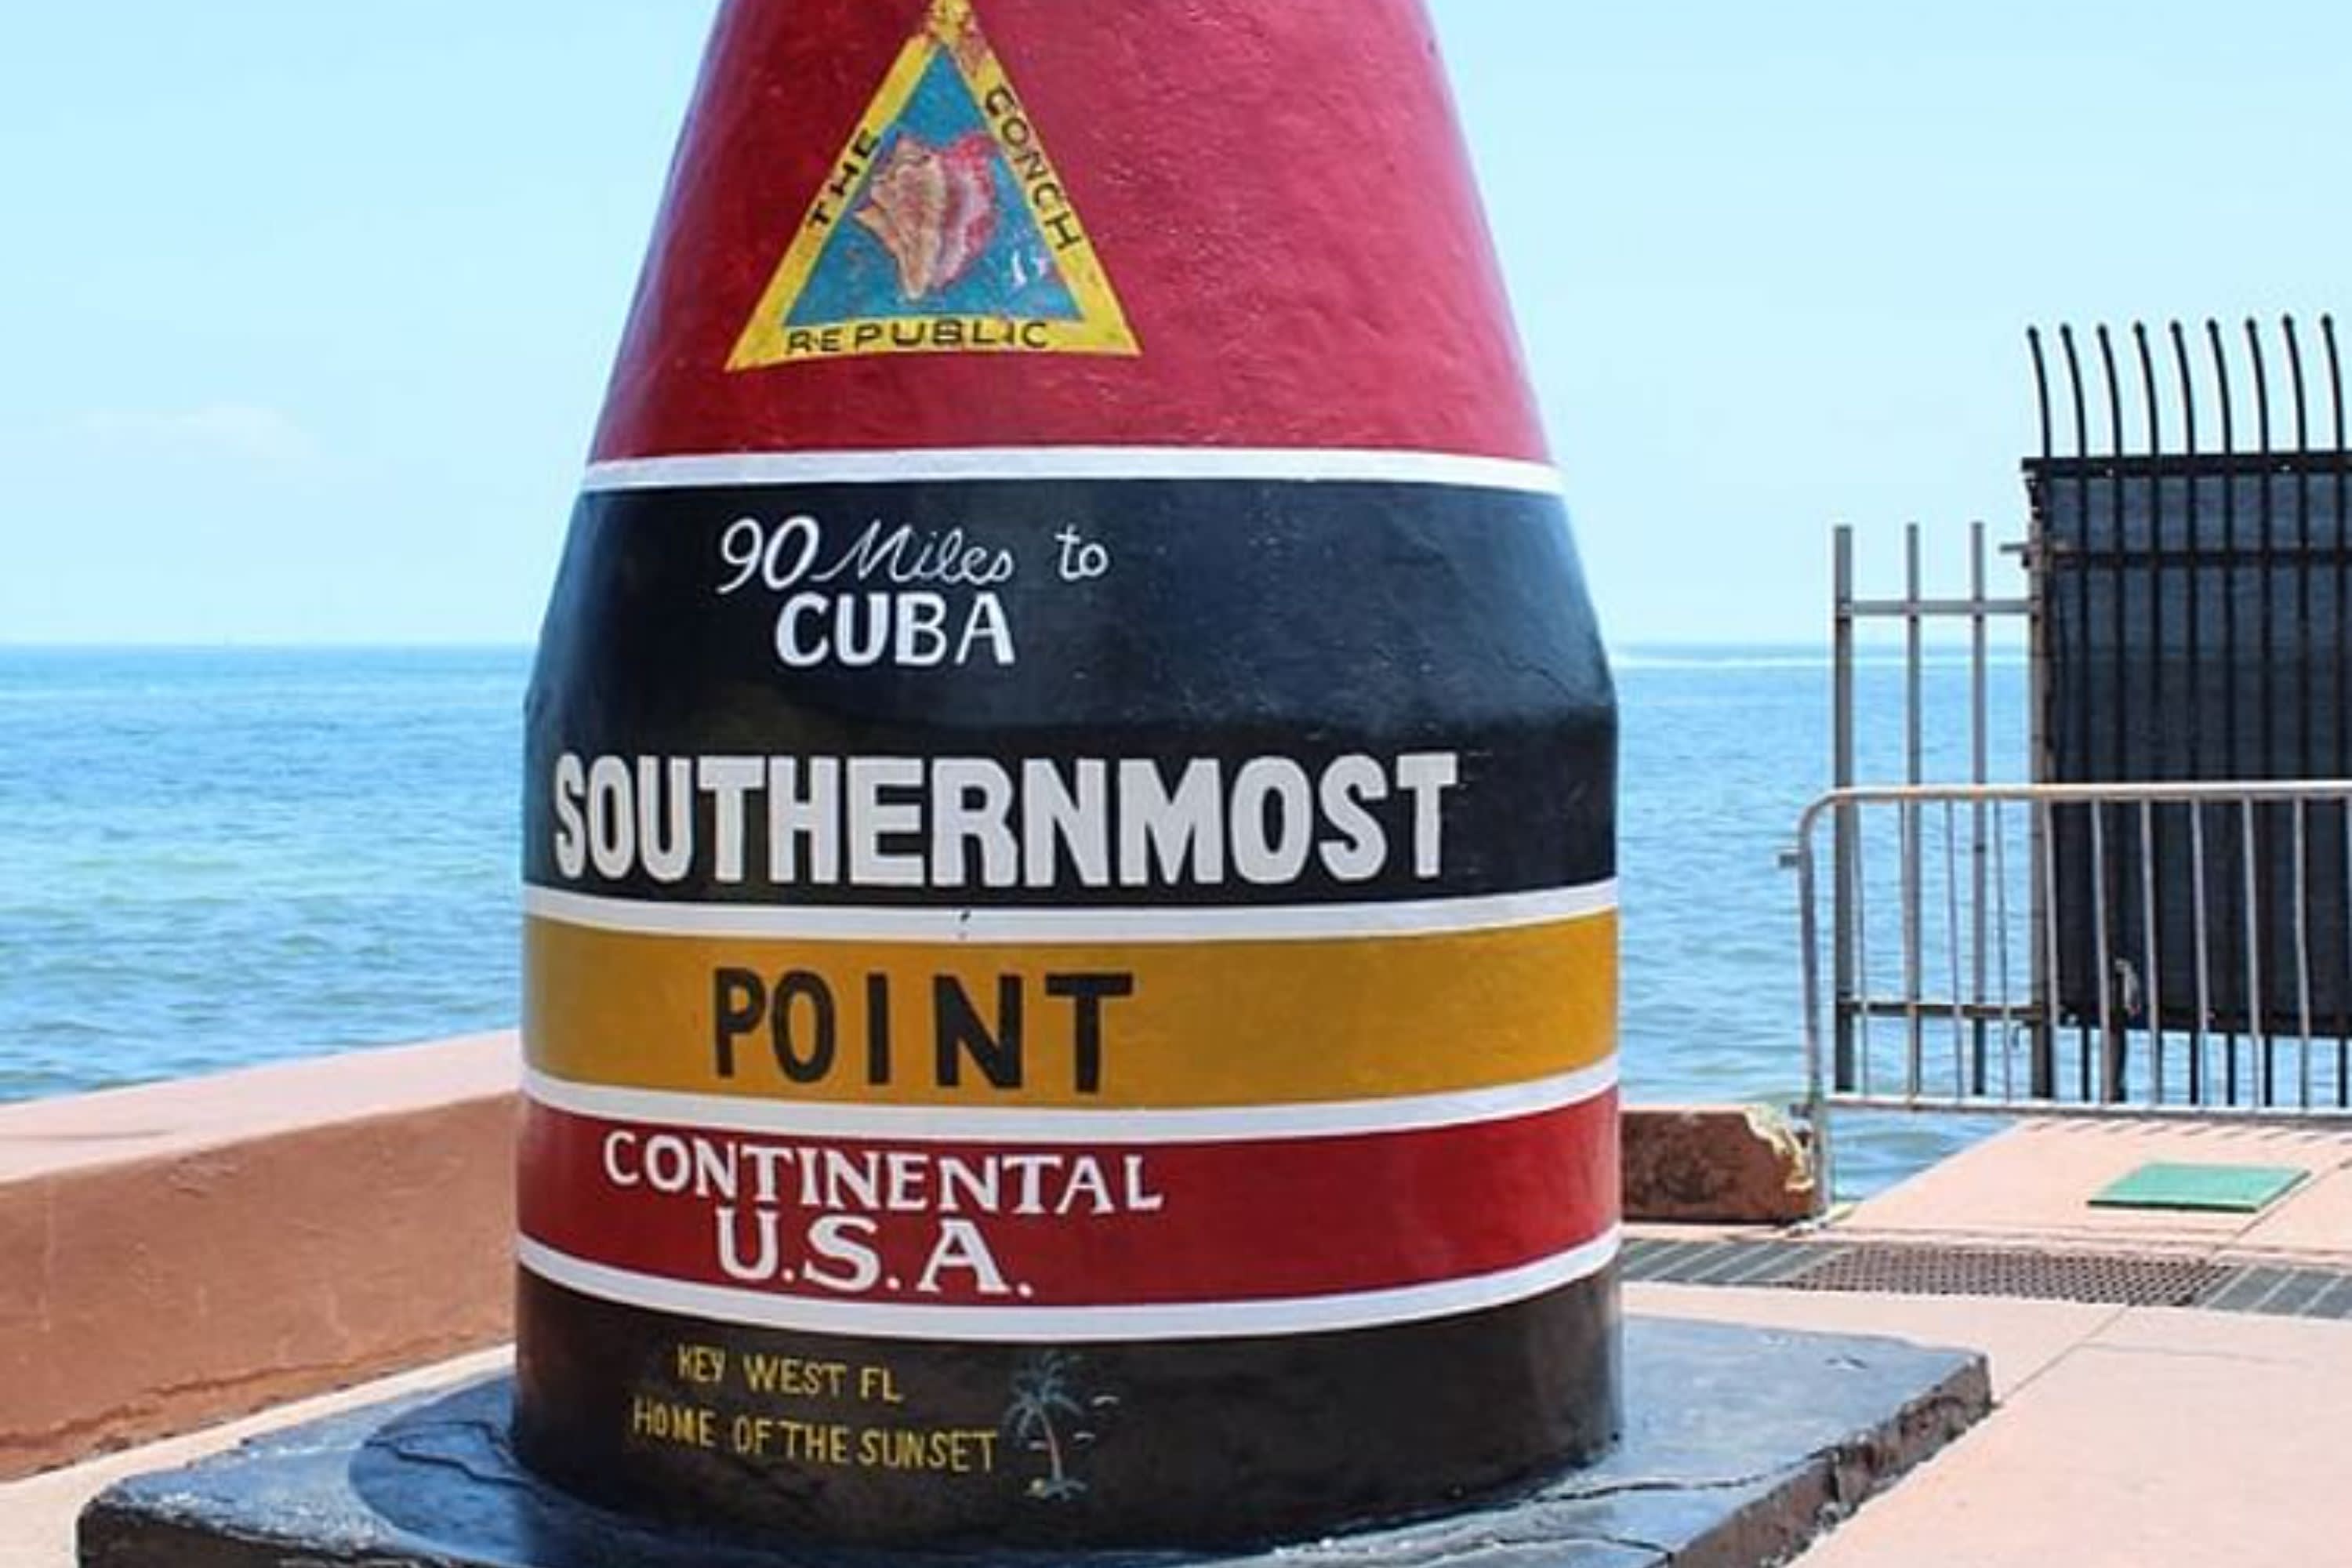 THE CONCH
REPUBLIC
90 Miles to
CUBA
SOUTHERNMOST
POINT
CONTINENTAL
U.S.A.
KEY WEST FL
HOME OF THE SUNSET